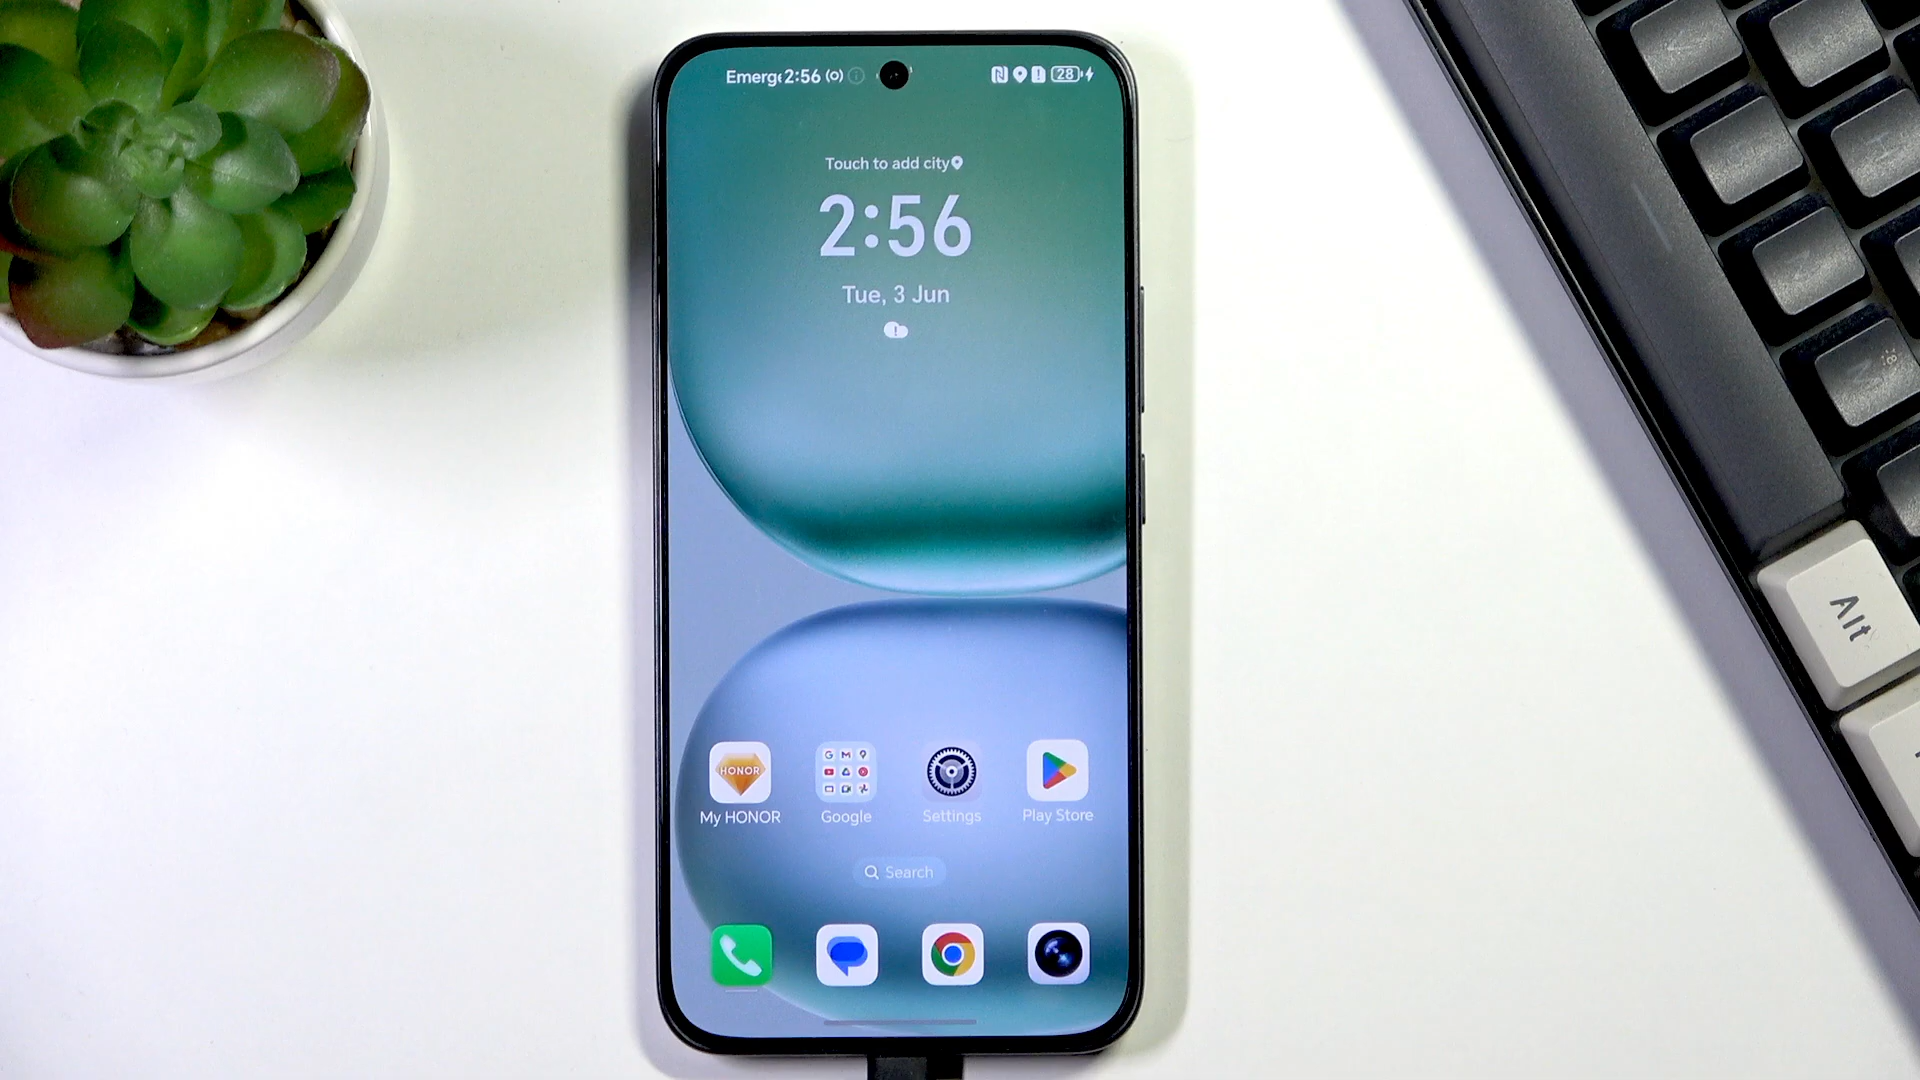 Emerg 2:56
28
Touch to add city
2:56
Tue, 3 Jun
HONOR
My HONOR
Google
Settings
Play Store
Search
Alt